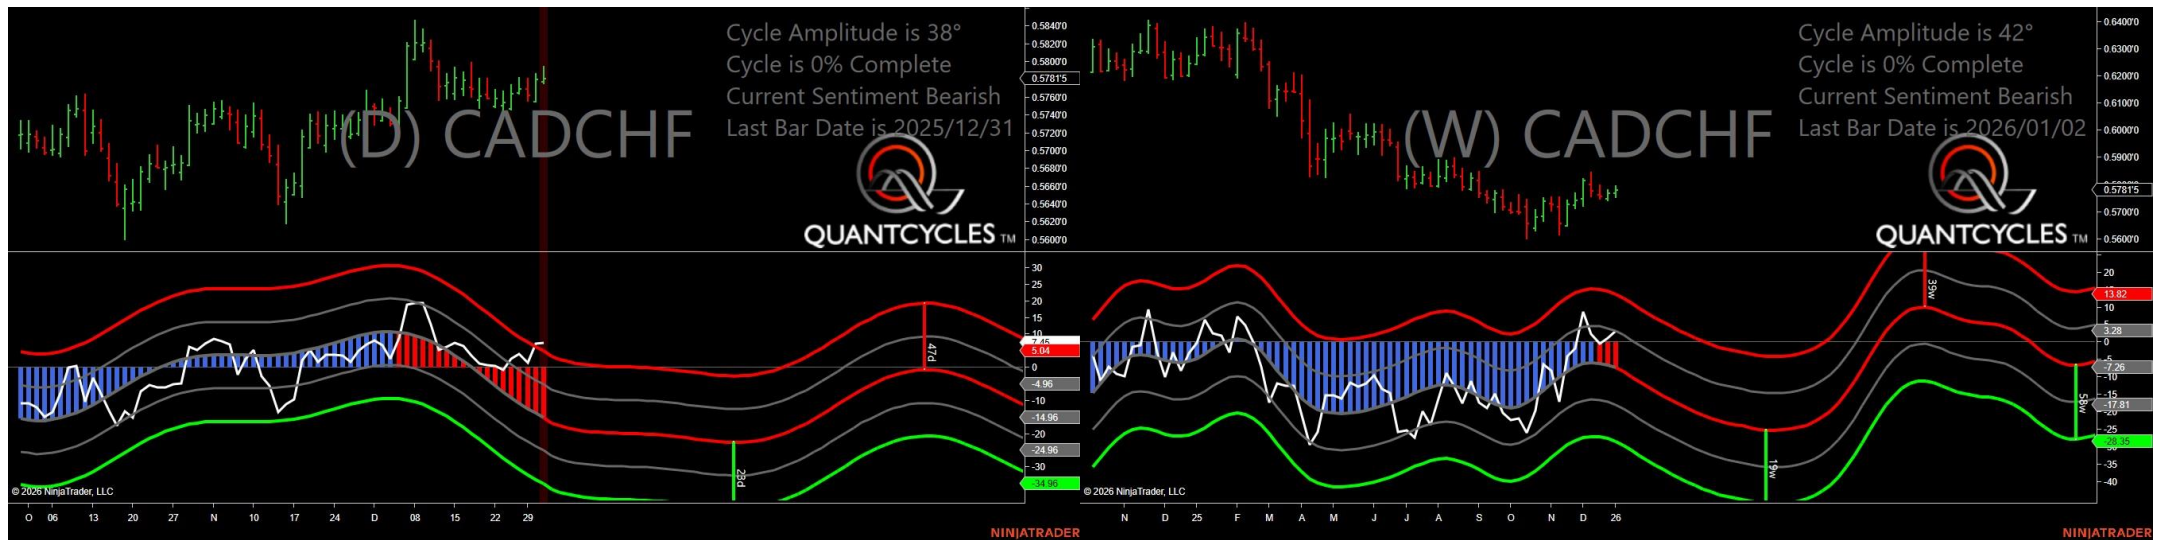 Cycle Amplitude is 38°
Cycle is 0% Complete
Current Sentiment Bearish
Last Bar Date is 2025/12/31
(D) CADCHF
QUANTCYCLES TM
0.5840'0
0.5820'0
0.5800'0
0.5781'5
0.5760'0
0.5740'0
0.5720'0
0.5700'0
0.5680'0
0.5660'0
0.5640'0
0.5620'0
0.5600'0
30
25
20
15
10
7.45
5.04
0
-4.96
-10
-14.96
-20
-24.96
-30
-34.96
47d
23d
© 2026 NinjaTrader, LLC
O 06 13 20 27 N 10 17 24 D 08 15 22 29
NINJATRADER
Cycle Amplitude is 42°
Cycle is 0% Complete
Current Sentiment Bearish
Last Bar Date is 2026/01/02
(W) CADCHF
QUANTCYCLES TM
0.6400'0
0.6300'0
0.6200'0
0.6100'0
0.6000'0
0.5900'0
0.5781'5
0.5700'0
0.5600'0
20
13.82
3.28
0
-5
-7.26
-10
-17.81
-25
-28.35
-35
-40
39w
58w
19w
© 2026 NinjaTrader, LLC
N D 25 F M A M J J A S O N D 26
NINJATRADER